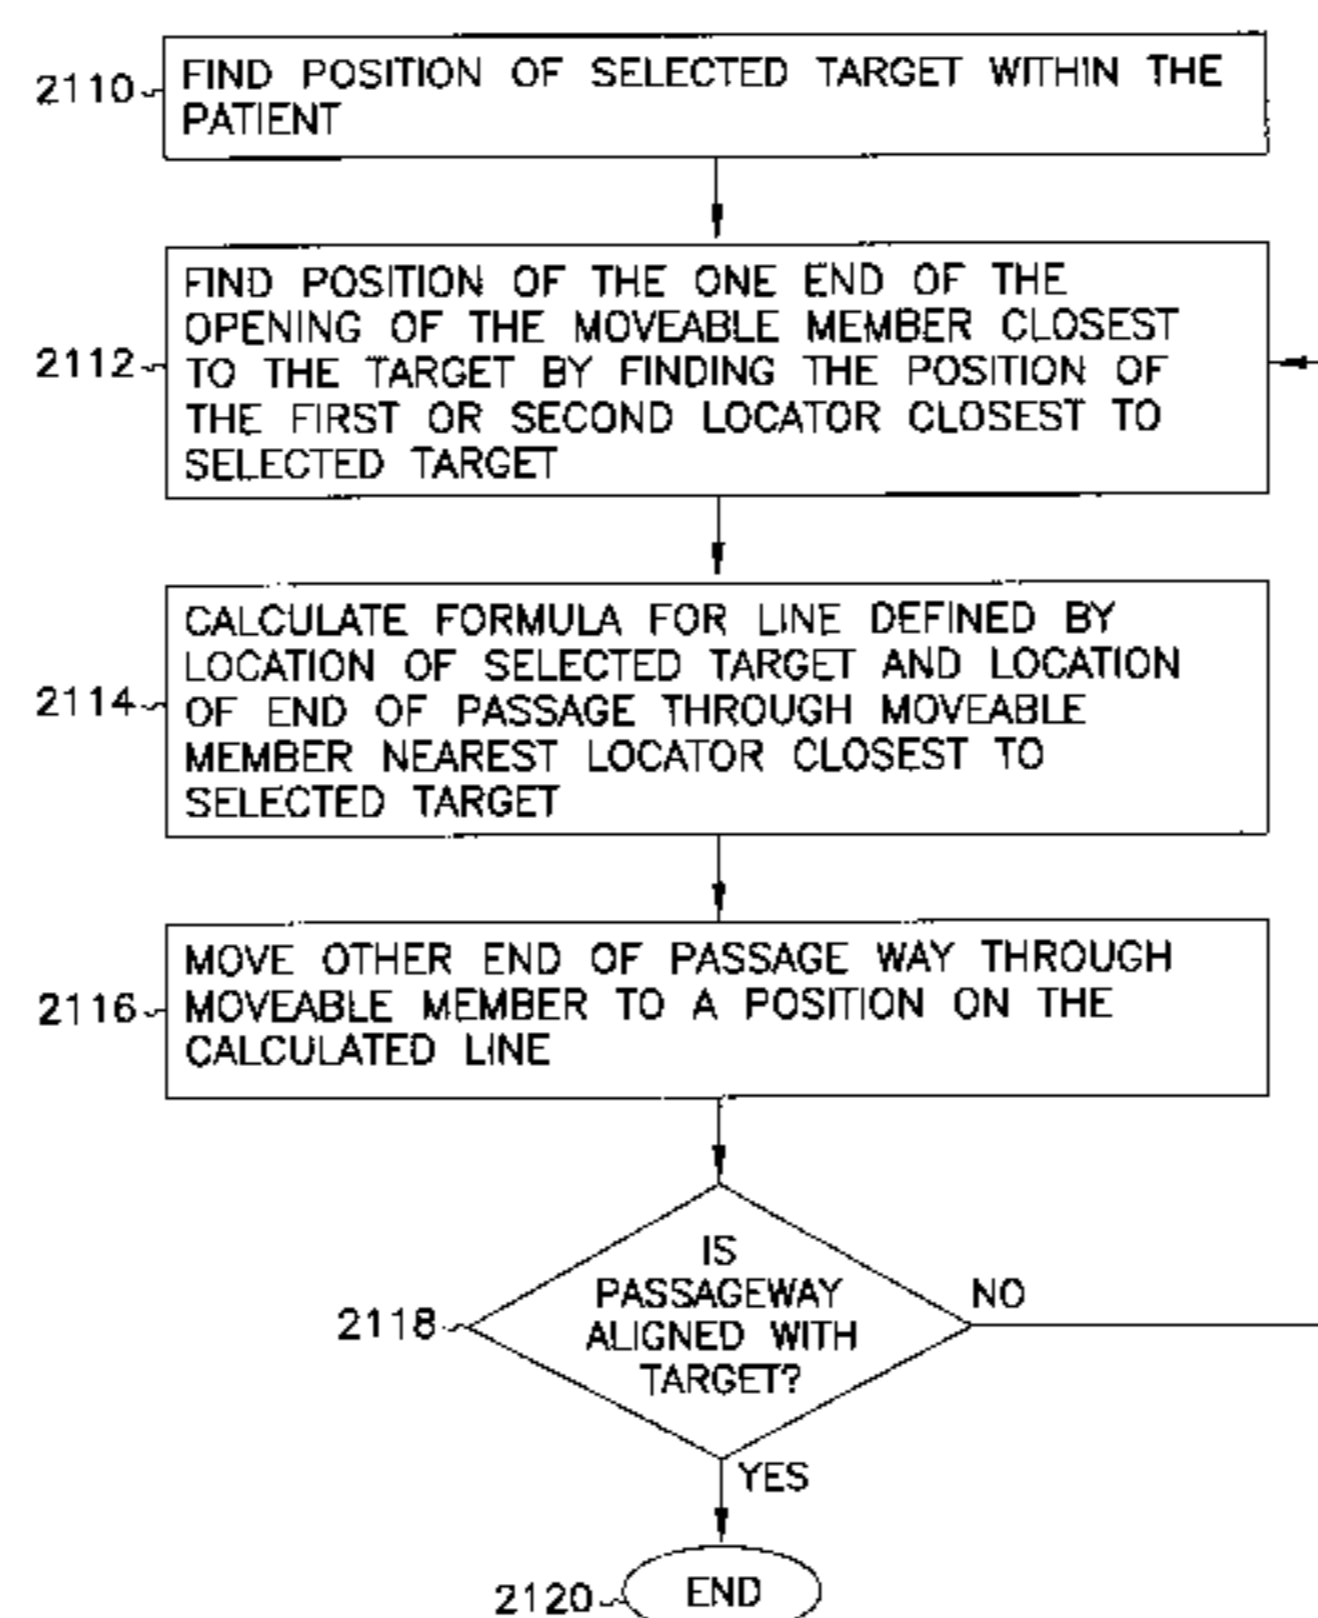 2110
FIND POSITION OF SELECTED TARGET WITHIN THE
PATIENT
2112
FIND POSITION OF THE ONE END OF THE
OPENING OF THE MOVEABLE MEMBER CLOSEST
TO THE TARGET BY FINDING THE POSITION OF
THE FIRST OR SECOND LOCATOR CLOSEST TO
SELECTED TARGET
2114
CALCULATE FORMULA FOR LINE DEFINED BY
LOCATION OF SELECTED TARGET AND LOCATION
OF END OF PASSAGE THROUGH MOVEABLE
MEMBER NEAREST LOCATOR CLOSEST TO
SELECTED TARGET
2116
MOVE OTHER END OF PASSAGE WAY THROUGH
MOVEABLE MEMBER TO A POSITION ON THE
CALCULATED LINE
2118
IS
PASSAGEWAY
ALIGNED WITH
TARGET?
NO
YES
2120
END